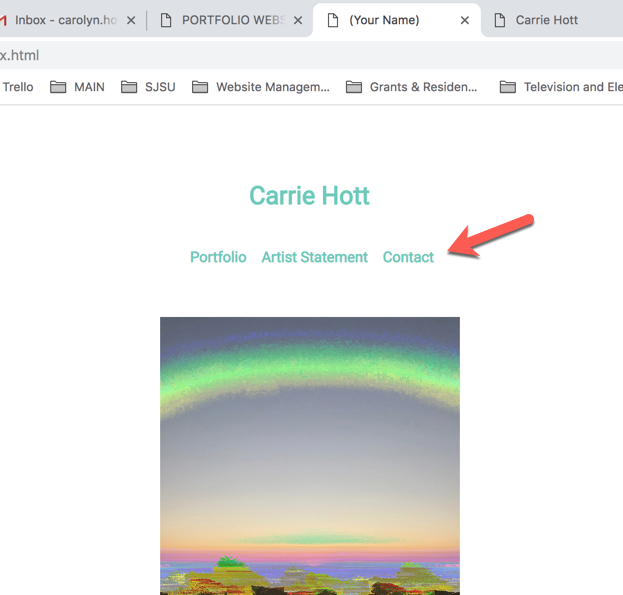 Inbox - carolyn.ho
PORTFOLIO WEBS
(Your Name)
Carrie Hott
x.html
Trello
MAIN
SJSU
Website Managem...
Grants & Residen...
Television and Ele
Carrie Hott
Portfolio
Artist Statement
Contact